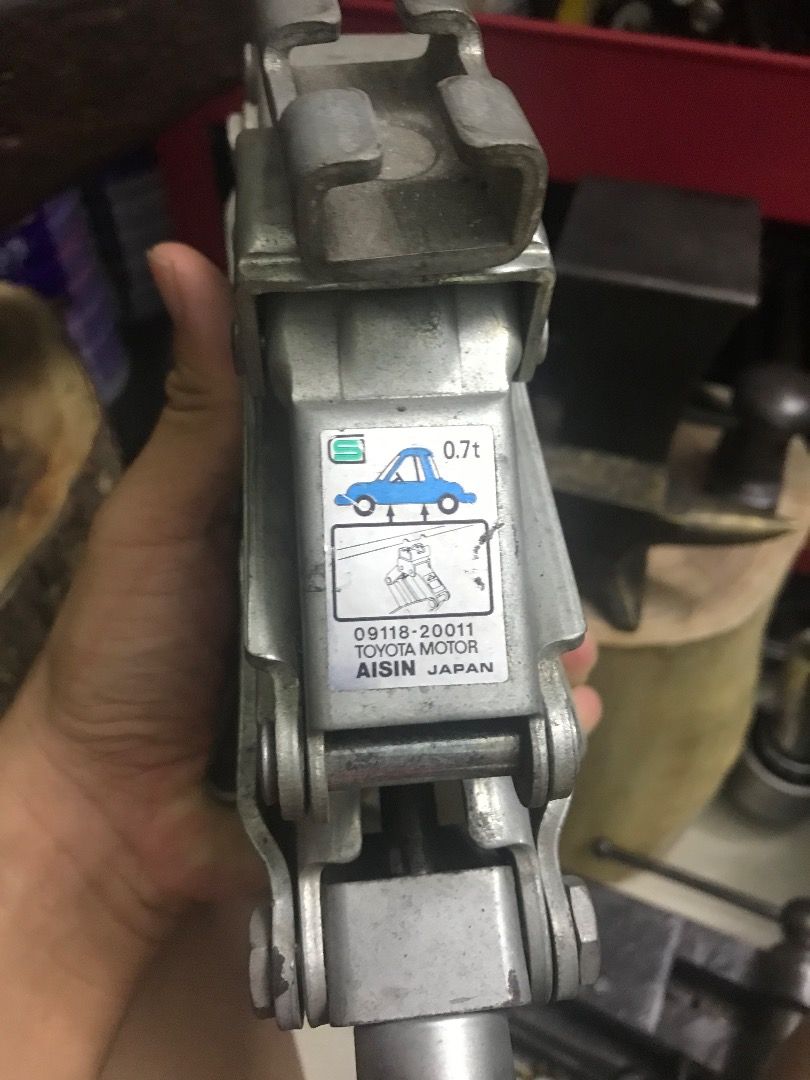 S
0.7t
09118-20011
TOYOTA MOTOR
AISIN JAPAN